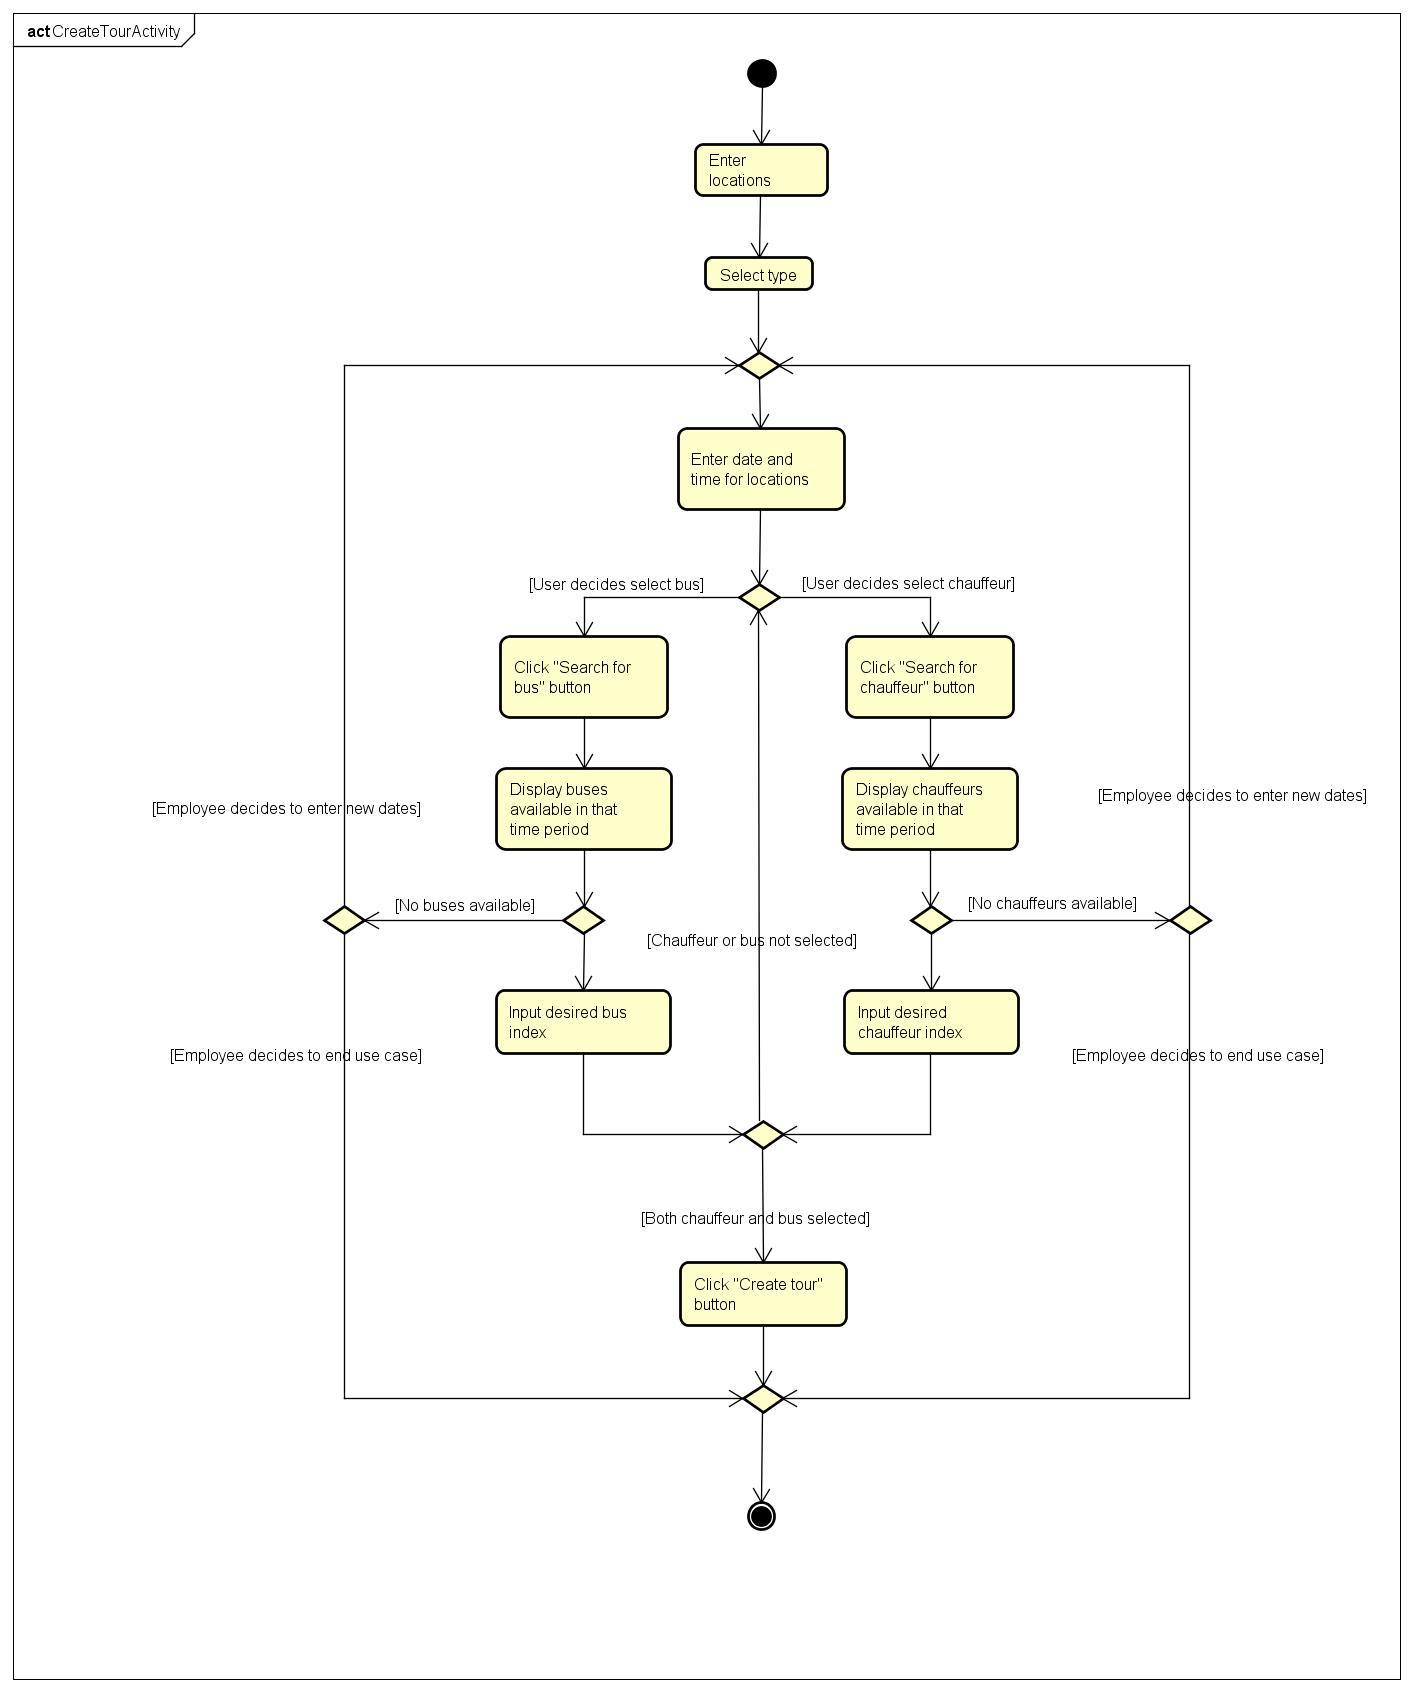 act CreateTourActivity
Enter
locations
Select type
Enter date and
time for locations
[User decides select bus]
[User decides select chauffeur]
Click "Search for
bus" button
Click "Search for
chauffeur" button
Display buses
available in that
time period
Display chauffeurs
available in that
time period
[Employee decides to enter new dates]
[Employee decides to enter new dates]
[No buses available]
[No chauffeurs available]
[Chauffeur or bus not selected]
Input desired bus
index
Input desired
chauffeur index
[Employee decides to end use case]
[Employee decides to end use case]
[Both chauffeur and bus selected]
Click "Create tour"
button